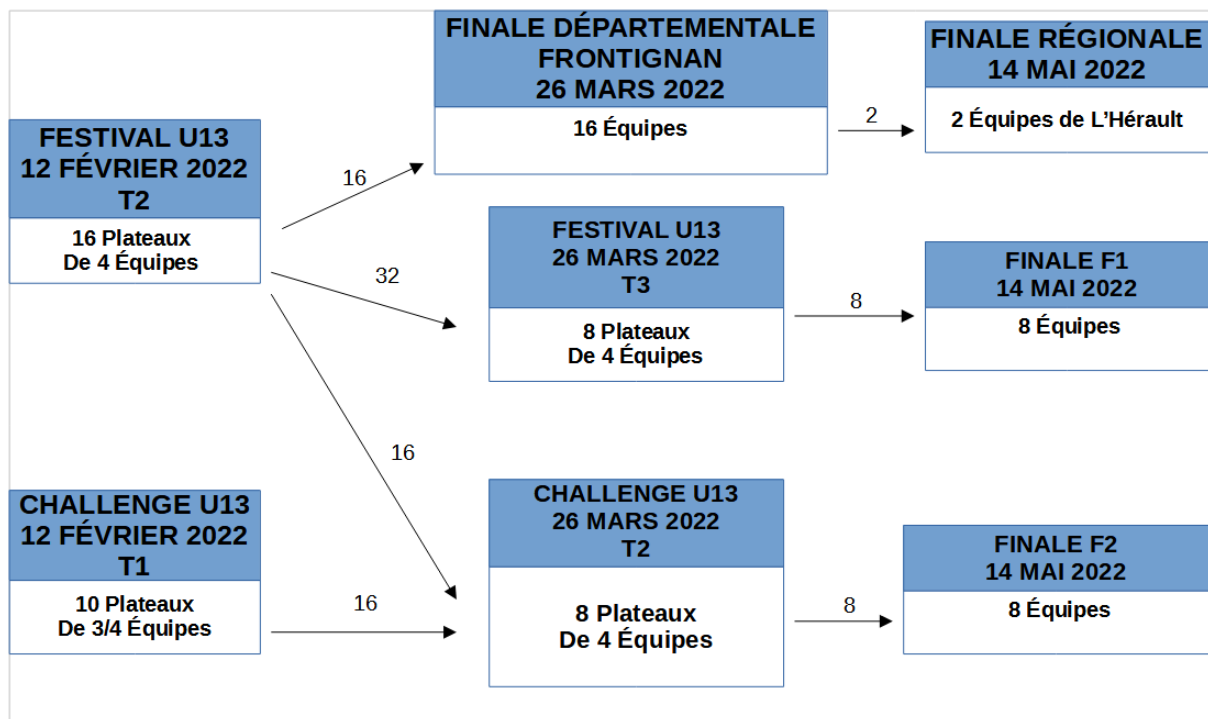 FESTIVAL U13
12 FÉVRIER 2022
T2
16 Plateaux
De 4 Équipes
16
32
16
FINALE DÉPARTEMENTALE
FRONTIGNAN
26 MARS 2022
16 Équipes
2
FINALE RÉGIONALE
14 MAI 2022
2 Équipes de L’Hérault
FESTIVAL U13
26 MARS 2022
T3
8 Plateaux
De 4 Équipes
8
FINALE F1
14 MAI 2022
8 Équipes
CHALLENGE U13
12 FÉVRIER 2022
T1
10 Plateaux
De 3/4 Équipes
16
CHALLENGE U13
26 MARS 2022
T2
8 Plateaux
De 4 Équipes
8
FINALE F2
14 MAI 2022
8 Équipes